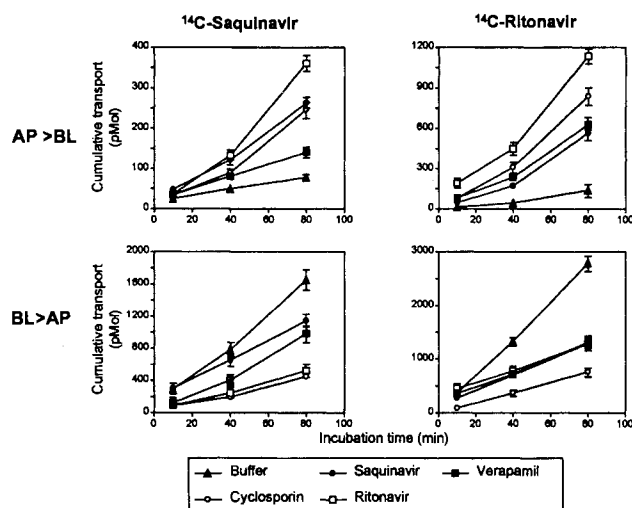 ¹⁴C-Saquinavir
¹⁴C-Ritonavir
AP >BL
Cumulative transport
(pMol)
400
300
200
100
0
0 20 40 60 80 100
1200
900
600
300
0
0 20 40 60 80 100
BL>AP
Cumulative transport
(pMol)
2000
1600
1200
800
400
0
0 20 40 60 80 100
3000
2000
1000
0
0 20 40 60 80 100
Incubation time (min)
Buffer
Saquinavir
Verapamil
Cyclosporin
Ritonavir